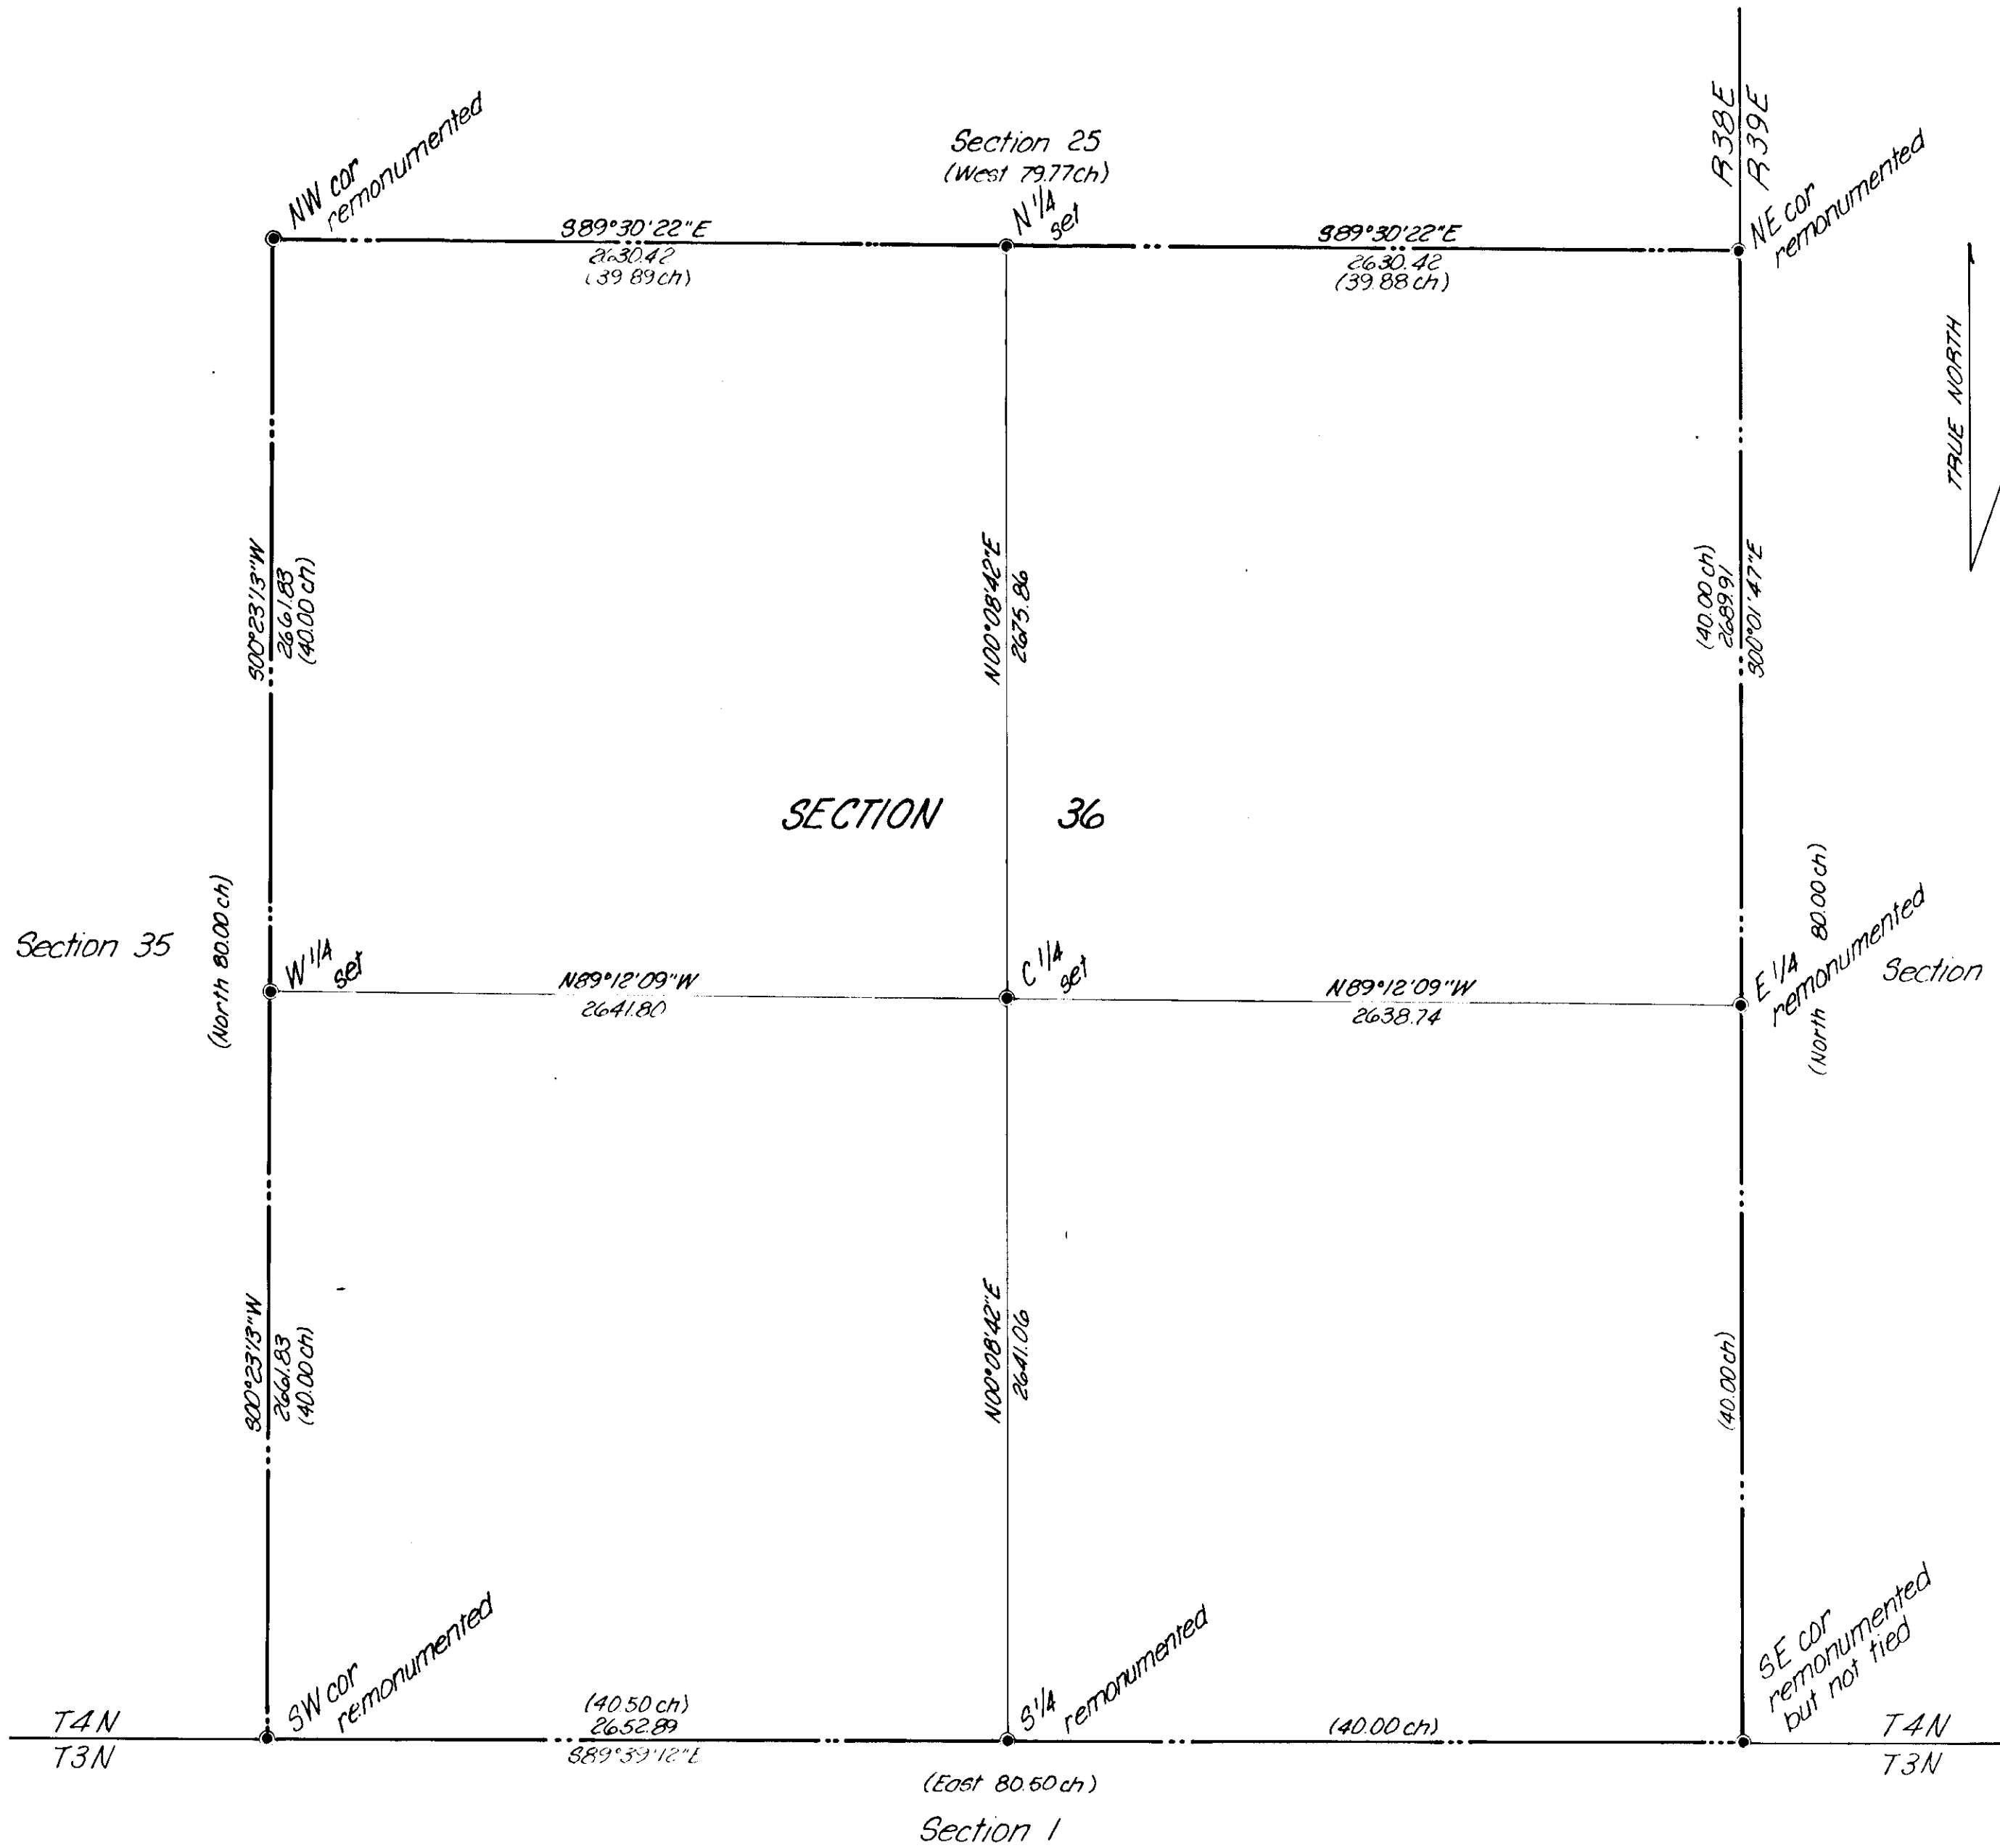 R38E
R39E
NW cor
remonumented
Section 25
(West 79.77ch)
N 1/4
set
NE cor
remonumented
S89°30'22"E
2630.42
(39.89ch)
S89°30'22"E
2630.42
(39.88ch)
TRUE NORTH
S00°23'13"W
2661.83
(40.00ch)
N00°08'42"E
2675.86
(40.00ch)
2689.91
S00°01'47"E
SECTION 36
Section 35
(North 80.00ch)
W 1/4
set
N89°12'09"W
2641.80
C 1/4
set
N89°12'09"W
2638.74
E 1/4
remonumented
(North 80.00ch)
Section
S00°23'13"W
2661.83
(40.00ch)
N00°08'42"E
2641.06
(40.00ch)
SW cor
remonumented
(40.50ch)
2652.89
S89°39'12"E
S 1/4
remonumented
(40.00ch)
SE cor
remonumented
but not tied
T4N
T3N
T4N
T3N
(East 80.50ch)
Section 1